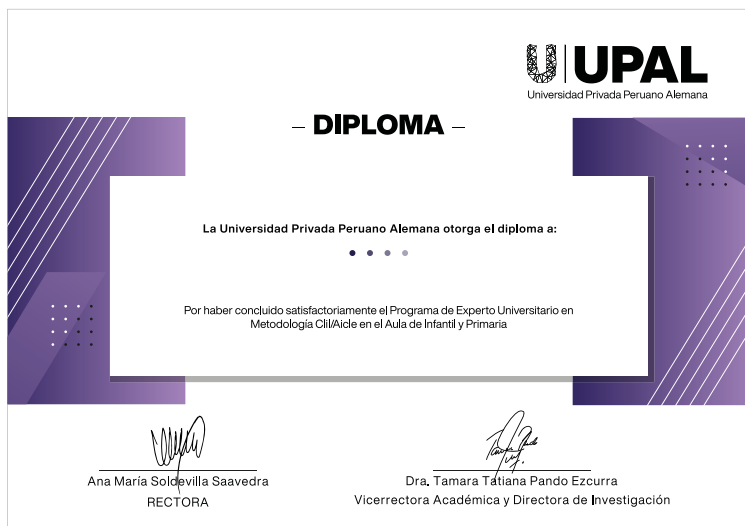 UPAL
Universidad Privada Peruano Alemana
– DIPLOMA –
La Universidad Privada Peruano Alemana otorga el diploma a:
Por haber concluido satisfactoriamente el Programa de Experto Universitario en
Metodología Clil/Aicle en el Aula de Infantil y Primaria
Ana María Soldevilla Saavedra
RECTORA
Dra. Tamara Tatiana Pando Ezcurra
Vicerrectora Académica y Directora de Investigación